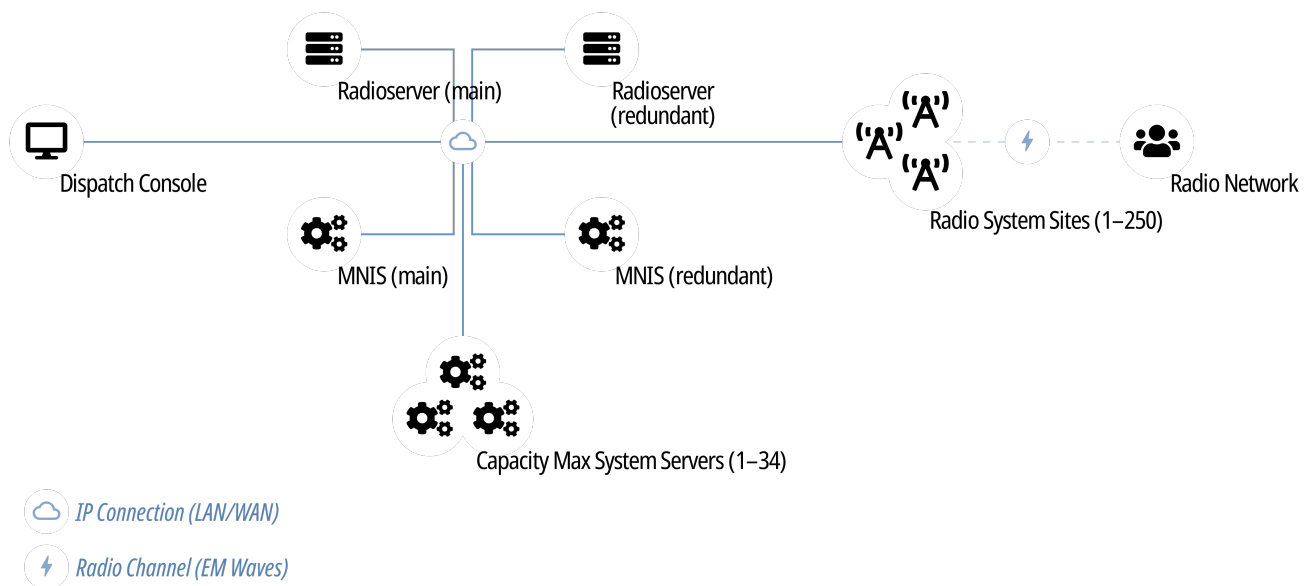 Radioserver (main)
Radioserver
(redundant)
Dispatch Console
Radio Network
Radio System Sites (1–250)
MNIS (main)
MNIS (redundant)
Capacity Max System Servers (1–34)
IP Connection (LAN/WAN)
Radio Channel (EM Waves)